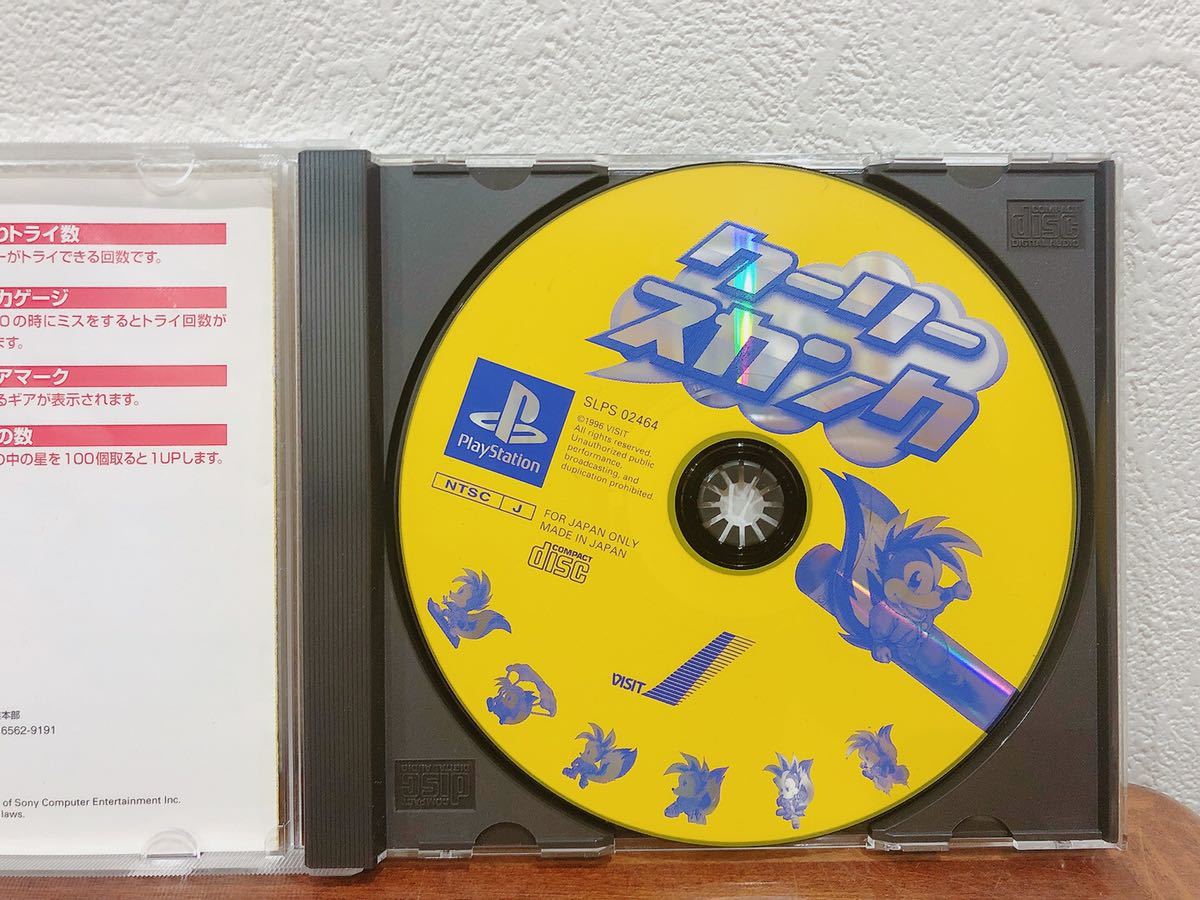 のトライ数
ーがトライできる回数です。
カゲージ
0の時にミスをするとトライ回数が
ます。
アマーク
るギアが表示されます。
の数
の中の星を100個取ると1UPします。
本部
6562-9191
of Sony Computer Entertainment Inc.
laws.
COMPACT
disc
DIGITAL AUDIO
ウーリー
スカンク
PlayStation
SLPS 02464
©1996 VISIT
All rights reserved.
Unauthorized public
performance,
broadcasting, and
duplication prohibited.
NTSC J
FOR JAPAN ONLY
MADE IN JAPAN
COMPACT
disc
VISIT
COMPACT
disc
DIGITAL AUDIO